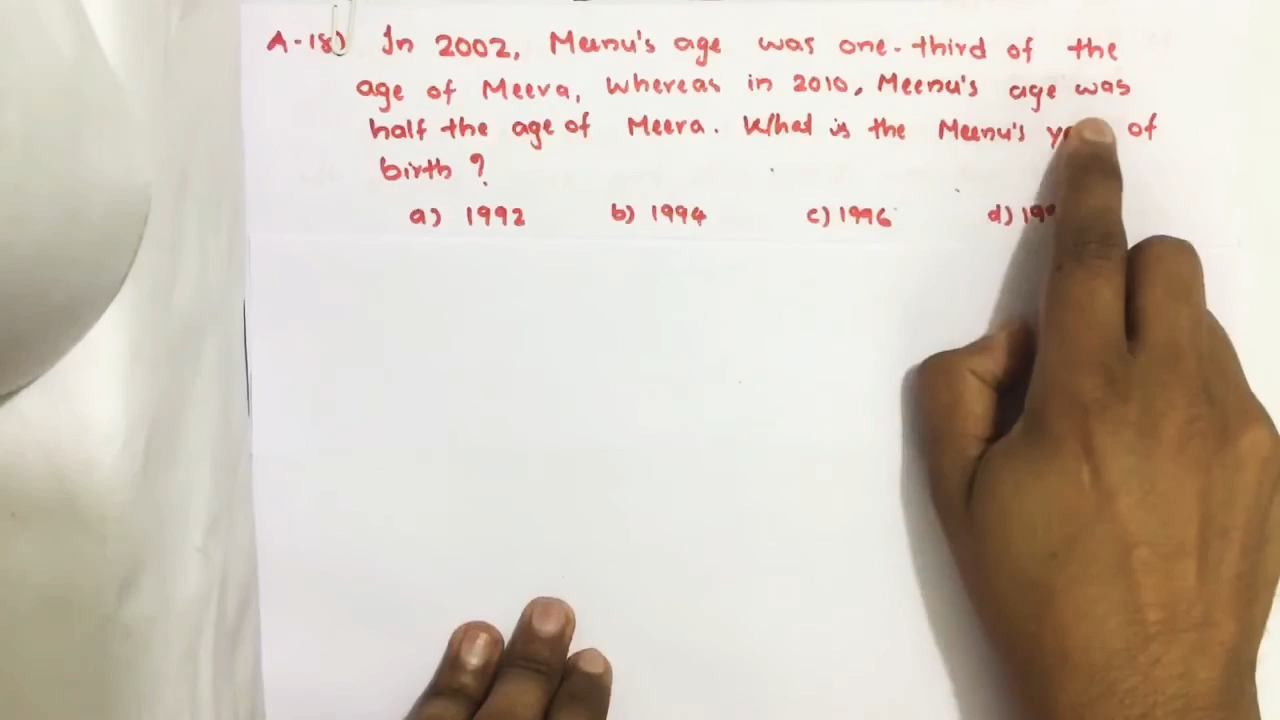 A-18) In 2002, Meenu's age was one-third of the
age of Meera, whereas in 2010, Meenu's age was
half the age of Meera. What is the Meenu's of
birth ?
a) 1992 b) 1994 c) 1996 d)